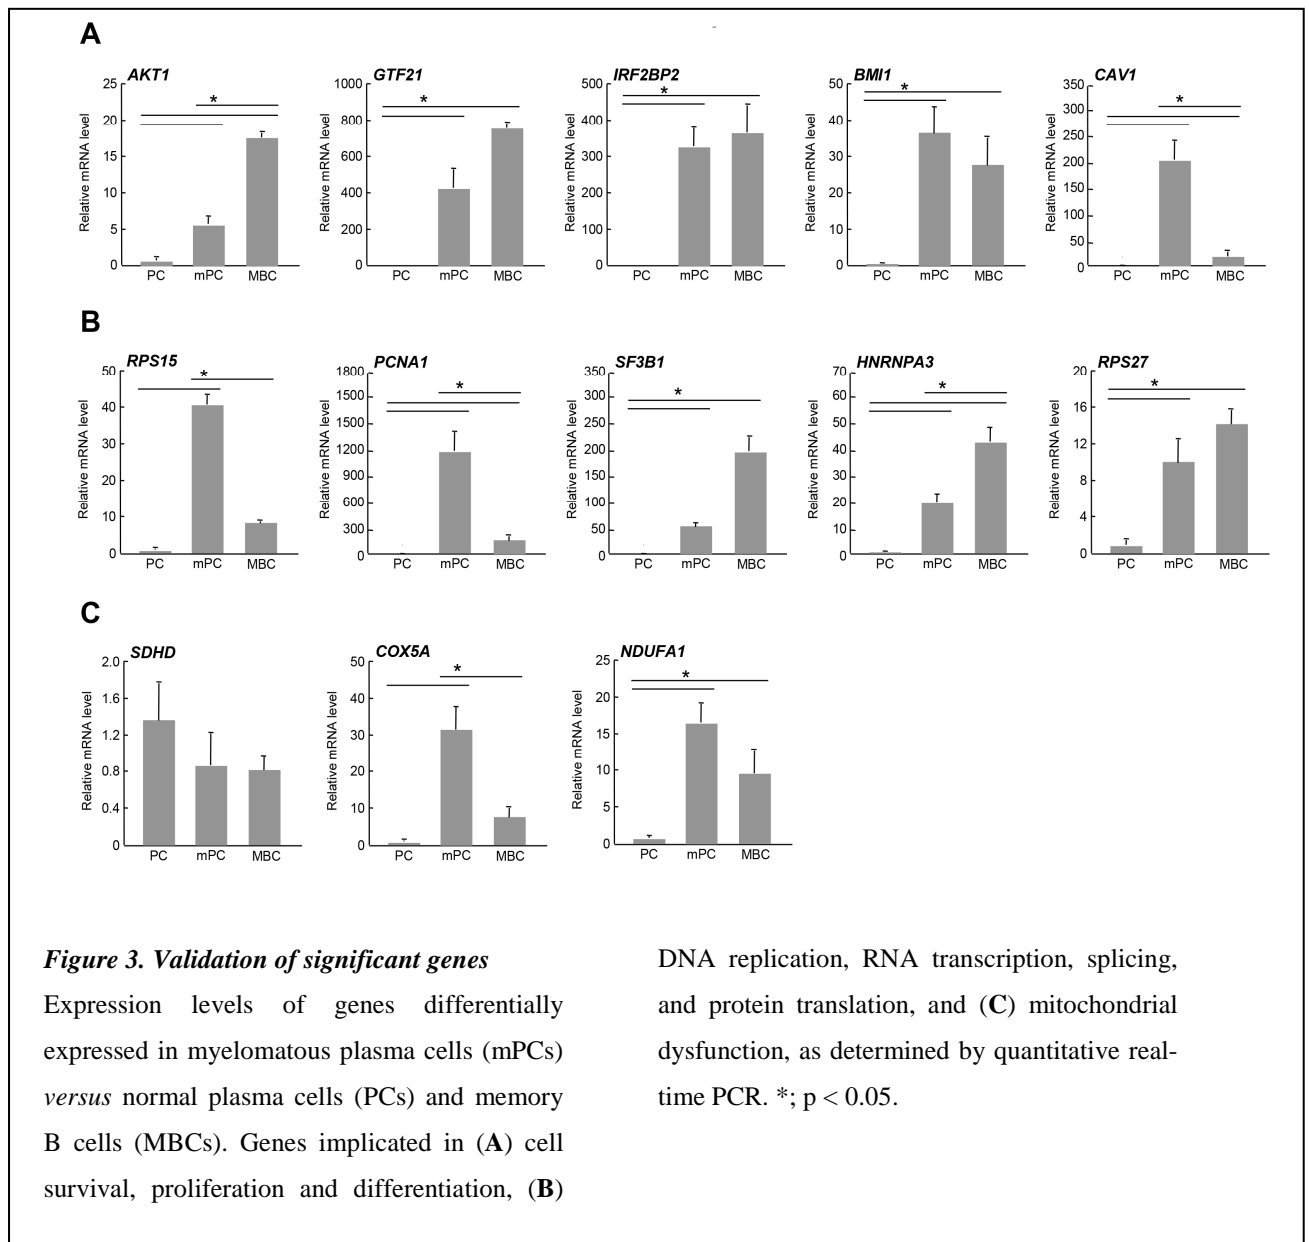 A
AKT1
GTF21
IRF2BP2
BMI1
CAV1
Relative mRNA level
25
20
15
10
5
0
*
PC mPC MBC
Relative mRNA level
1000
800
600
400
200
0
*
PC mPC MBC
Relative mRNA level
500
400
300
200
100
0
*
PC mPC MBC
Relative mRNA level
50
40
30
20
10
0
*
PC mPC MBC
Relative mRNA level
350
300
250
200
150
100
50
0
*
PC mPC MBC
B
RPS15
PCNA1
SF3B1
HNRNPA3
RPS27
Relative mRNA level
50
40
30
20
10
0
*
PC mPC MBC
Relative mRNA level
1800
1500
1200
900
600
300
0
*
PC mPC MBC
Relative mRNA level
350
300
250
200
150
100
50
0
*
PC mPC MBC
Relative mRNA level
70
60
50
40
30
20
10
0
*
PC mPC MBC
Relative mRNA level
20
16
12
8
4
0
*
PC mPC MBC
C
SDHD
COX5A
NDUFA1
Relative mRNA level
2.0
1.6
1.2
0.8
0.4
0
PC mPC MBC
Relative mRNA level
50
40
30
20
10
0
*
PC mPC MBC
Relative mRNA level
25
20
15
10
5
0
*
PC mPC MBC
Figure 3. Validation of significant genes
Expression levels of genes differentially
expressed in myelomatous plasma cells (mPCs)
versus normal plasma cells (PCs) and memory
B cells (MBCs). Genes implicated in (A) cell
survival, proliferation and differentiation, (B)
DNA replication, RNA transcription, splicing,
and protein translation, and (C) mitochondrial
dysfunction, as determined by quantitative real-
time PCR. *; p < 0.05.